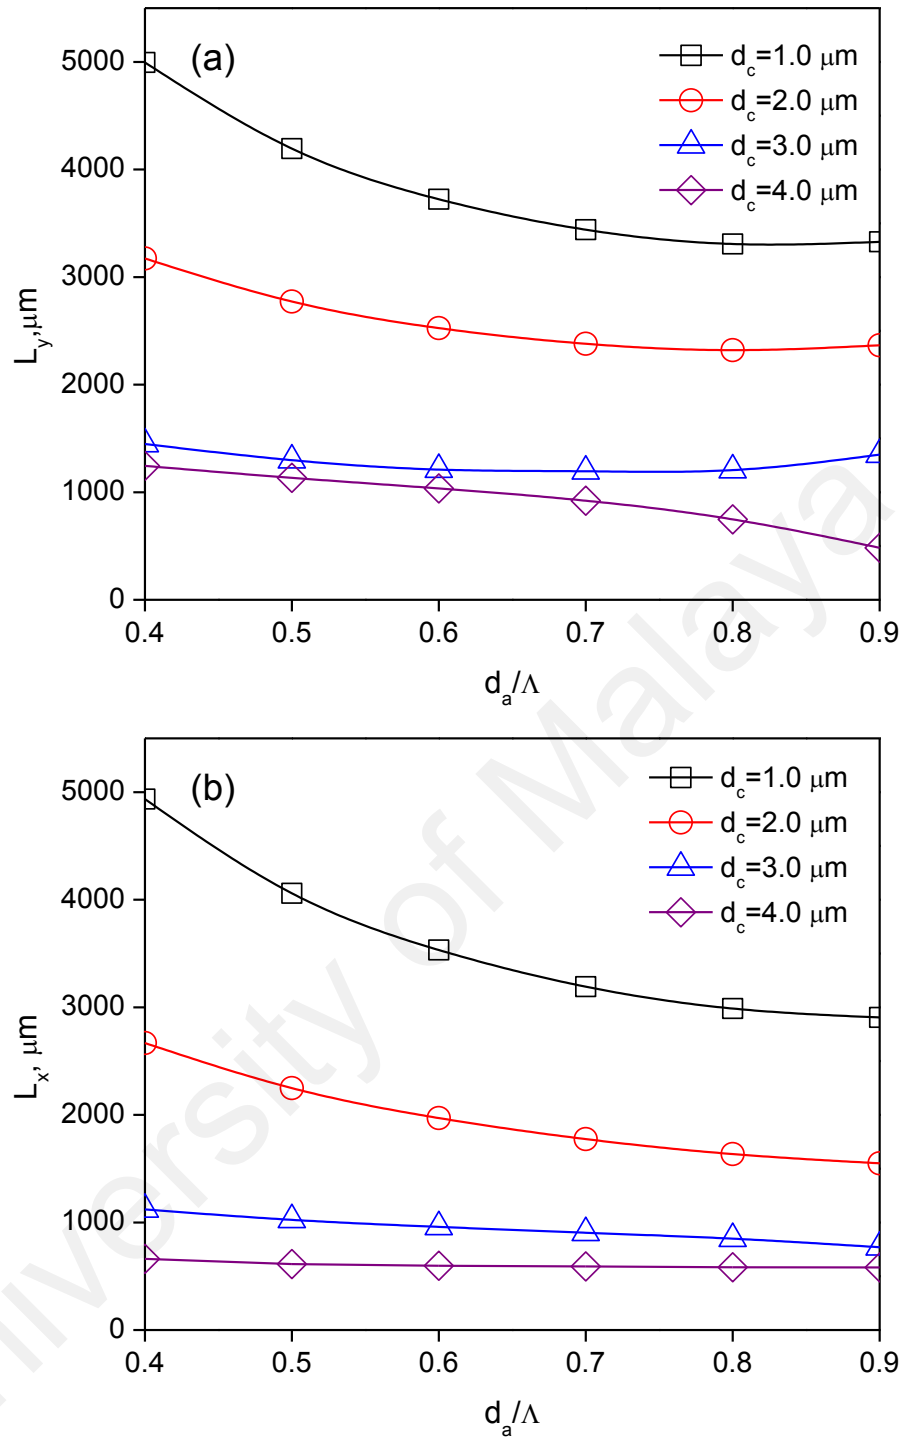 (a)
d_c=1.0 μm
d_c=2.0 μm
d_c=3.0 μm
d_c=4.0 μm
5000
4000
3000
2000
1000
0
L_y,μm
0.4 0.5 0.6 0.7 0.8 0.9
d_a/Λ
(b)
d_c=1.0 μm
d_c=2.0 μm
d_c=3.0 μm
d_c=4.0 μm
5000
4000
3000
2000
1000
0
L_x, μm
0.4 0.5 0.6 0.7 0.8 0.9
d_a/Λ
University of Malaya